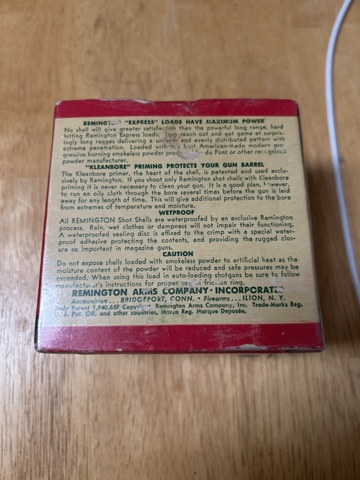 REMINGTON "EXPRESS" LOADS HAVE MAXIMUM POWER
No shell will give greater satisfaction than the powerful long range, hard
hitting Remington Express loads. They reach out and get game at surpris-
ingly long ranges delivering a uniform and evenly distributed pattern with
extreme penetration. Loaded with the best American-made modern pro-
gressive burning smokeless powder produced by du Pont or other recognized
powder manufacturer.
"KLEANBORE" PRIMING PROTECTS YOUR GUN BARREL
The Kleanbore primer, the heart of the shell, is patented and used exclu-
sively by Remington. If you shoot only Remington shot shells with Kleanbore
priming it is never necessary to clean your gun. It is a good plan, however,
to run an oily cloth through the bore several times before the gun is laid
away for any length of time. This will give additional protection to the bore
from extremes of temperature and moisture.
WETPROOF
All REMINGTON Shot Shells are waterproofed by an exclusive Remington
process. Rain, wet clothes or dampness will not impair their functioning.
A waterproofed sealing disc is affixed to the crimp with a special water-
proof adhesive protecting the contents, and providing the rugged clos-
ure so important in magazine guns.
CAUTION
Do not expose shells loaded with smokeless powder to artificial heat as the
moisture content of the powder will be reduced and safe pressures may be
exceeded. When using this load in auto-loading shotguns be sure to follow
manufacturer's instructions for proper use of friction ring.
REMINGTON ARMS COMPANY · INCORPORATED
Ammunition . . . BRIDGEPORT, CONN. • Firearms . . . ILION, N. Y.
Body Patent 1,940,657 Copyright, Remington Arms Company, Inc. Trade-Marks Reg.
U. S. Pat. Off. and other countries, Marca Reg. Marque Deposée.